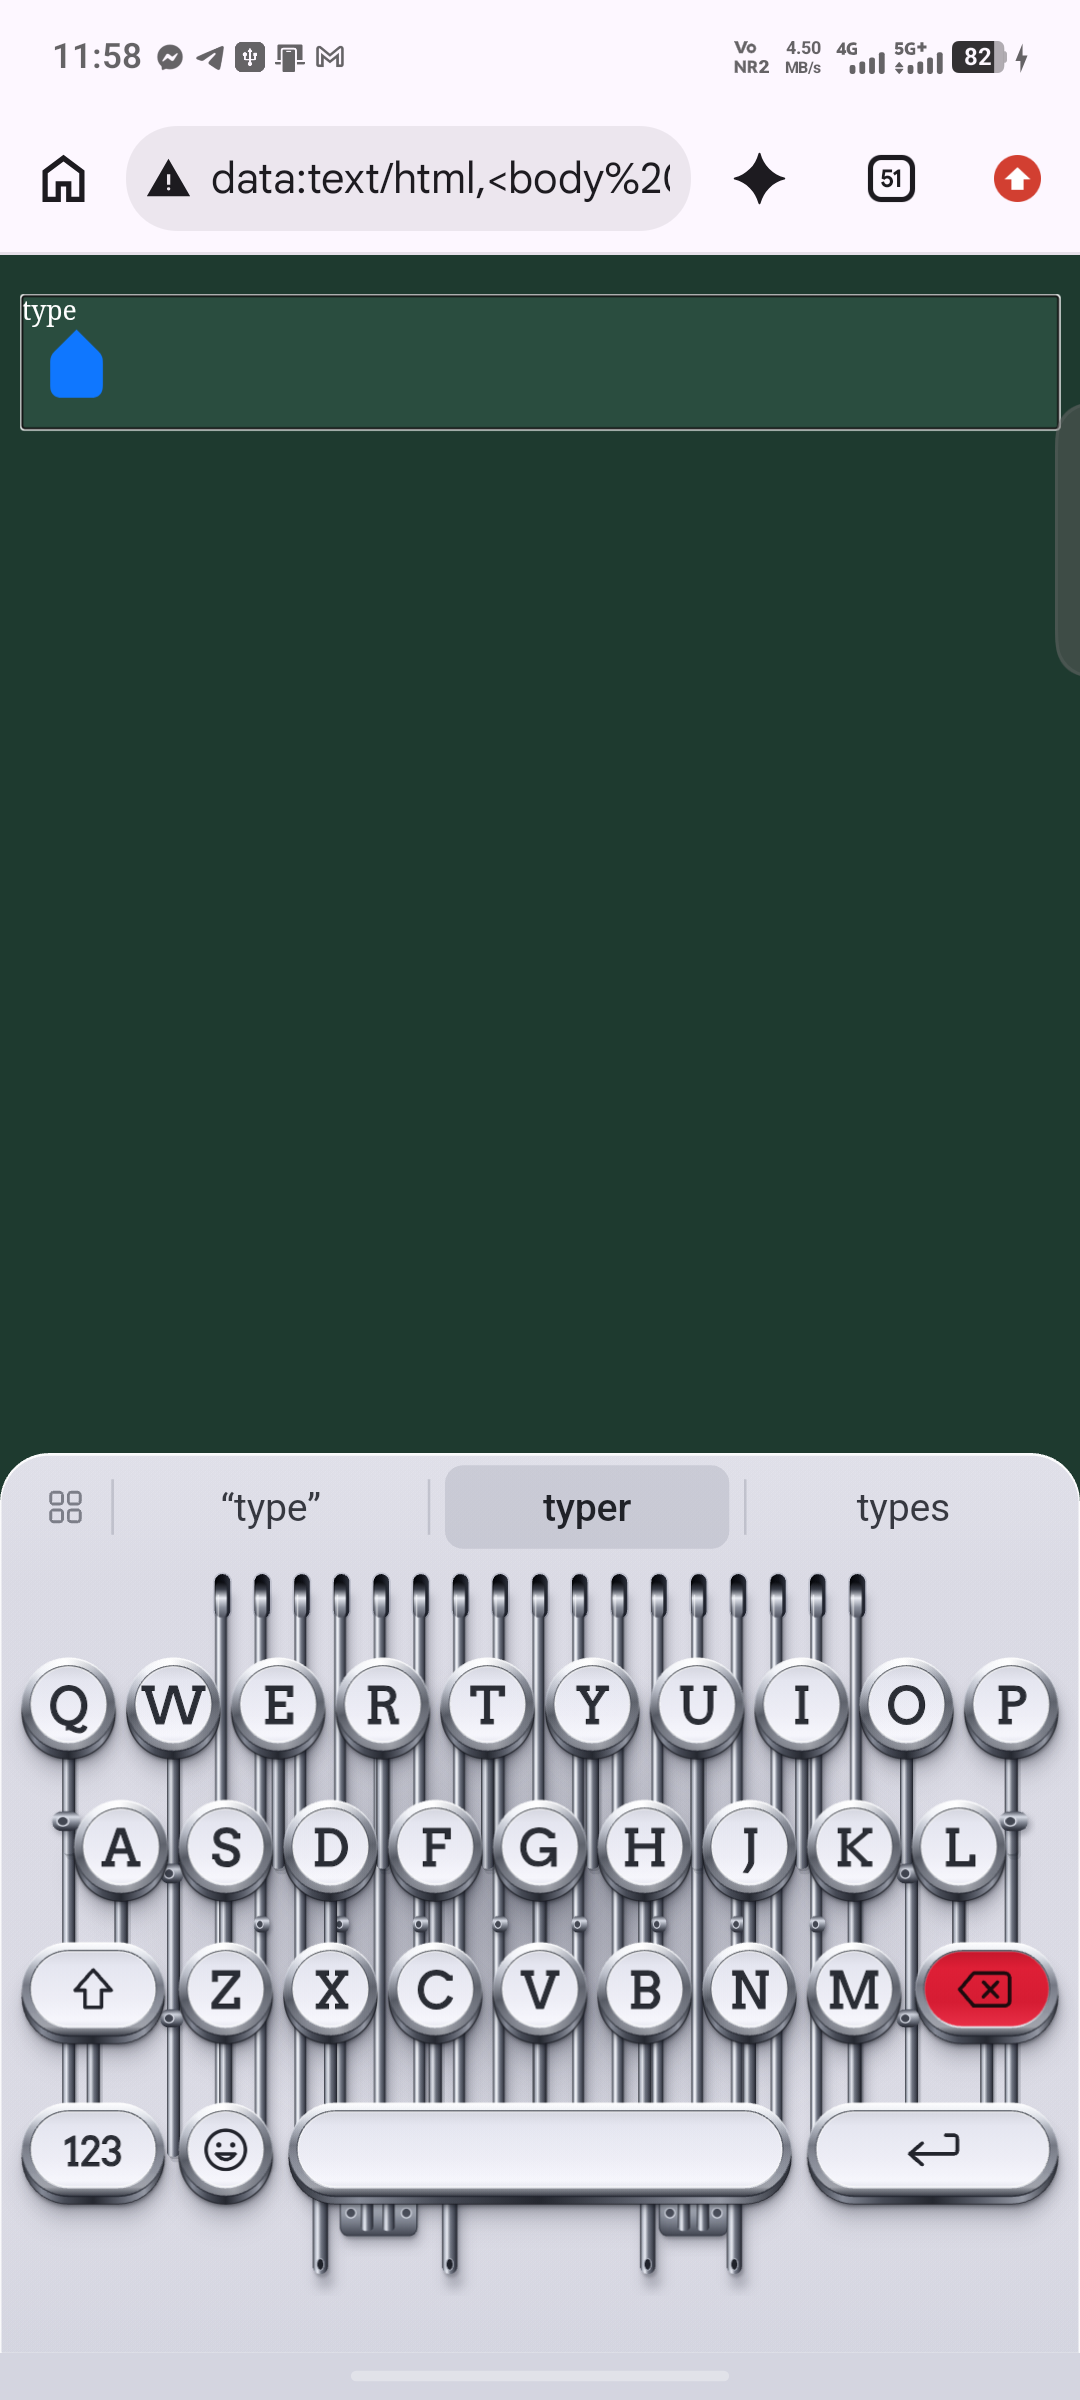 11:58
Vo NR2
4.50 MB/s
4G
5G+
82
data:text/html,<body%20
51
type
“type”
typer
types
Q W E R T Y U I O P
A S D F G H J K L
Z X C V B N M
123